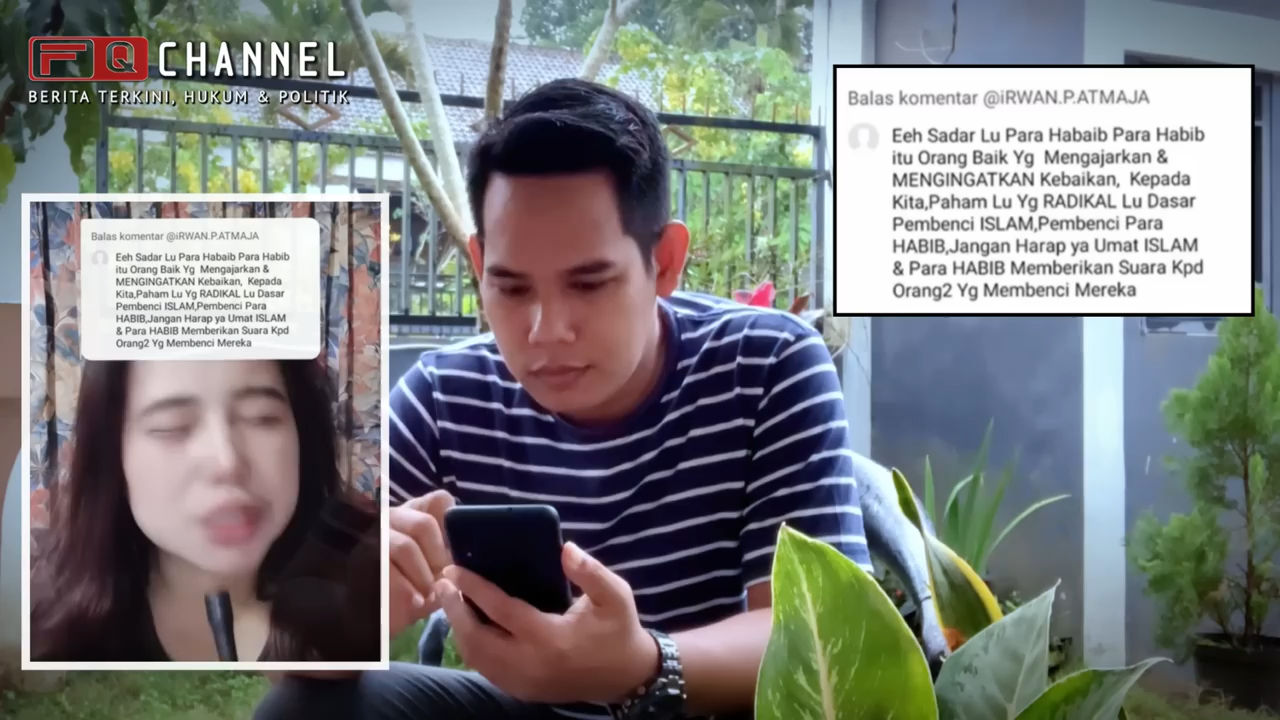 FQ CHANNEL
BERITA TERKINI, HUKUM & POLITIK
Balas komentar @iRWAN.P.ATMAJA
Eeh Sadar Lu Para Habaib Para Habib
itu Orang Baik Yg Mengajarkan &
MENGINGATKAN Kebaikan, Kepada
Kita,Paham Lu Yg RADIKAL Lu Dasar
Pembenci ISLAM,Pembenci Para
HABIB,Jangan Harap ya Umat ISLAM
& Para HABIB Memberikan Suara Kpd
Orang2 Yg Membenci Mereka
Balas komentar @iRWAN.P.ATMAJA
Eeh Sadar Lu Para Habaib Para Habib
itu Orang Baik Yg Mengajarkan &
MENGINGATKAN Kebaikan, Kepada
Kita,Paham Lu Yg RADIKAL Lu Dasar
Pembenci ISLAM,Pembenci Para
HABIB,Jangan Harap ya Umat ISLAM
& Para HABIB Memberikan Suara Kpd
Orang2 Yg Membenci Mereka